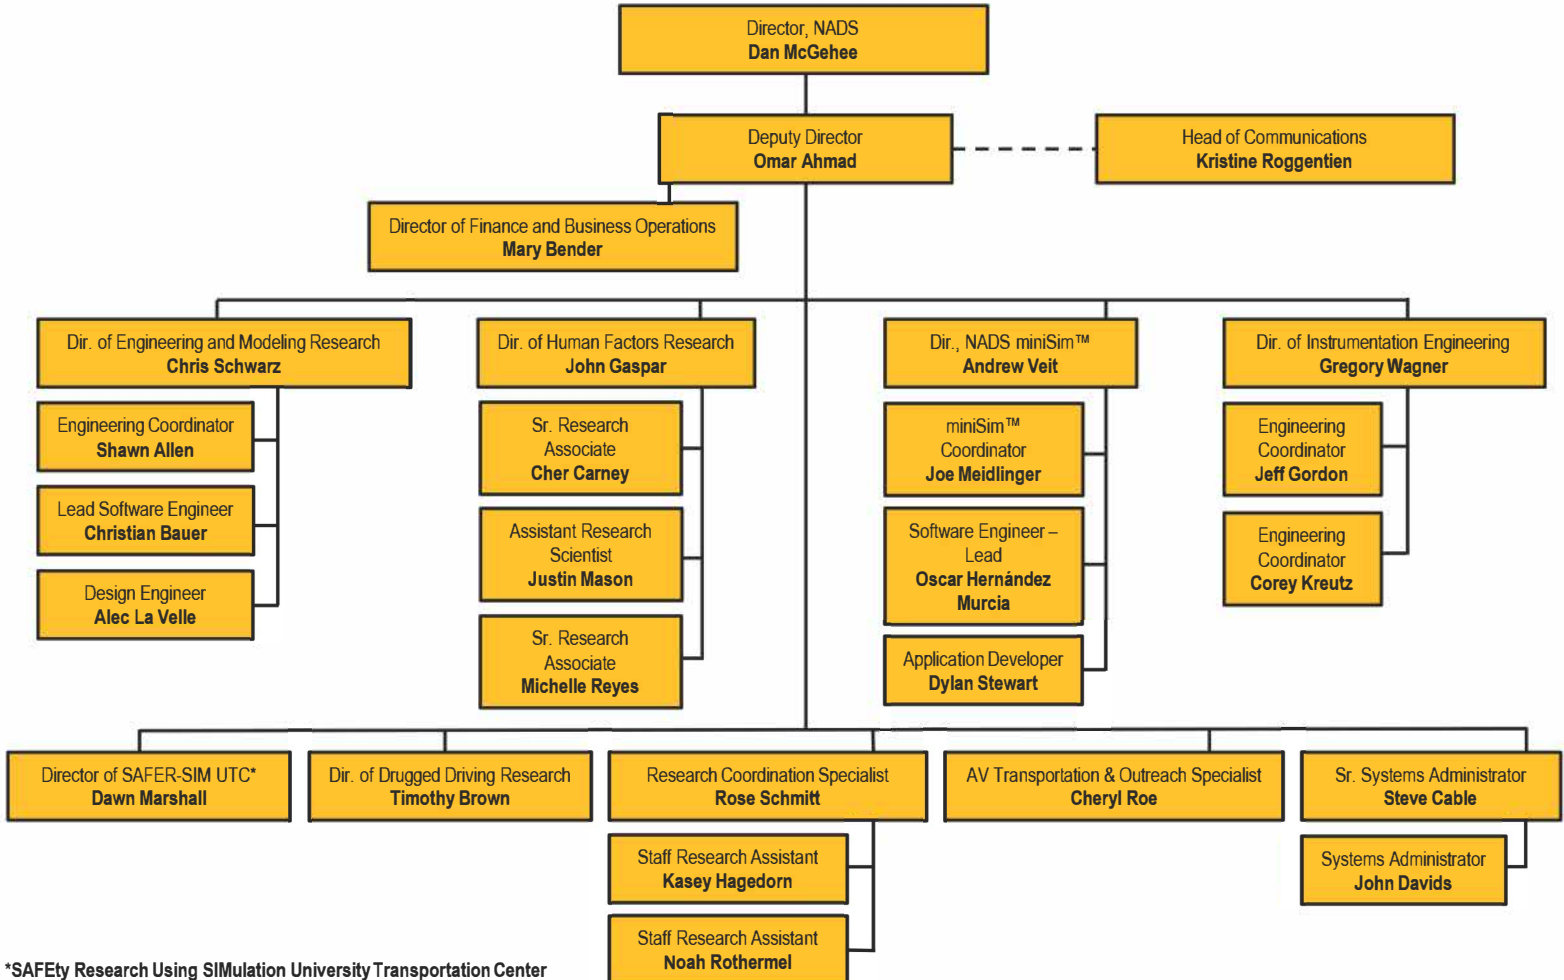 Director, NADS
Dan McGehee
Deputy Director
Omar Ahmad
Head of Communications
Kristine Roggentien
Director of Finance and Business Operations
Mary Bender
Dir. of Engineering and Modeling Research
Chris Schwarz
Engineering Coordinator
Shawn Allen
Lead Software Engineer
Christian Bauer
Design Engineer
Alec La Velle
Dir. of Human Factors Research
John Gaspar
Sr. Research
Associate
Cher Carney
Assistant Research
Scientist
Justin Mason
Sr. Research
Associate
Michelle Reyes
Dir., NADS miniSim™
Andrew Veit
miniSim™
Coordinator
Joe Meidlinger
Software Engineer –
Lead
Oscar Hernández
Murcia
Application Developer
Dylan Stewart
Dir. of Instrumentation Engineering
Gregory Wagner
Engineering
Coordinator
Jeff Gordon
Engineering
Coordinator
Corey Kreutz
Director of SAFER-SIM UTC*
Dawn Marshall
Dir. of Drugged Driving Research
Timothy Brown
Research Coordination Specialist
Rose Schmitt
Staff Research Assistant
Kasey Hagedorn
Staff Research Assistant
Noah Rothermel
AV Transportation & Outreach Specialist
Cheryl Roe
Sr. Systems Administrator
Steve Cable
Systems Administrator
John Davids
*SAFEty Research Using SIMulation University Transportation Center